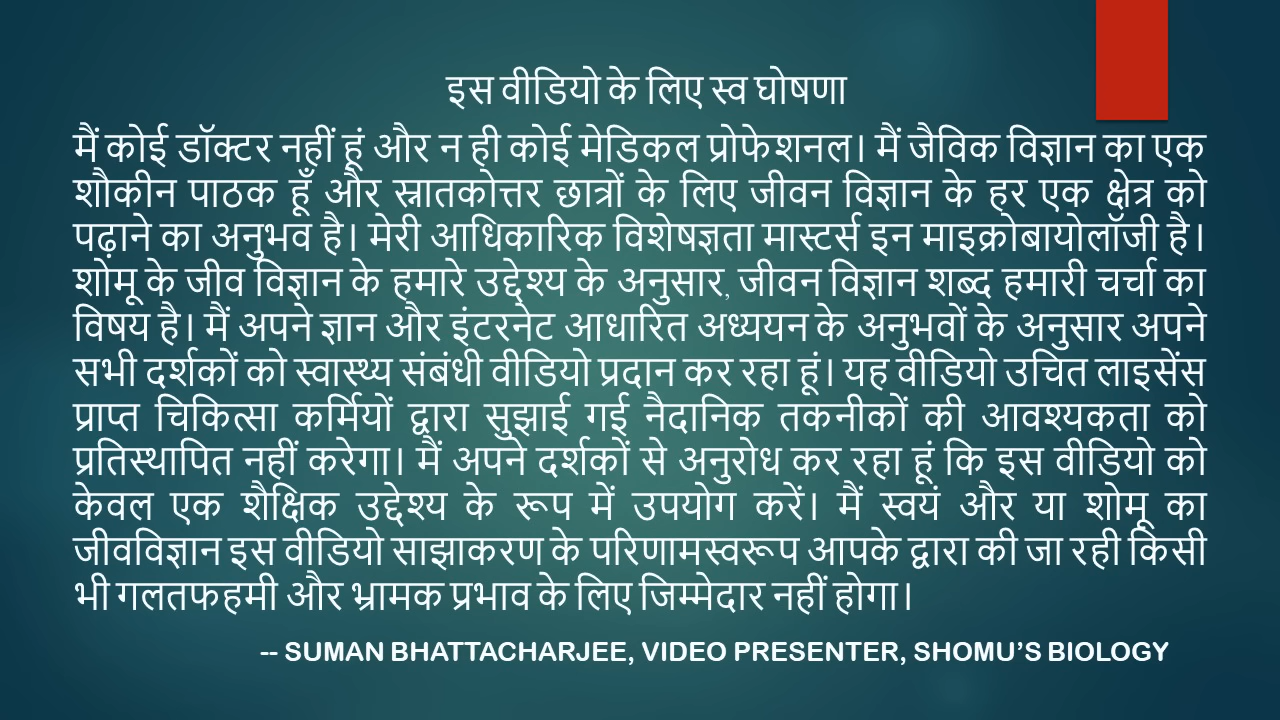 इस वीडियो के लिए स्व घोषणा
मैं कोई डॉक्टर नहीं हूं और न ही कोई मेडिकल प्रोफेशनल। मैं जैविक विज्ञान का एक
शौकीन पाठक हूँ और स्नातकोत्तर छात्रों के लिए जीवन विज्ञान के हर एक क्षेत्र को
पढ़ाने का अनुभव है। मेरी आधिकारिक विशेषज्ञता मास्टर्स इन माइक्रोबायोलॉजी है।
शोमू के जीव विज्ञान के हमारे उद्देश्य के अनुसार, जीवन विज्ञान शब्द हमारी चर्चा का
विषय है। मैं अपने ज्ञान और इंटरनेट आधारित अध्ययन के अनुभवों के अनुसार अपने
सभी दर्शकों को स्वास्थ्य संबंधी वीडियो प्रदान कर रहा हूं। यह वीडियो उचित लाइसेंस
प्राप्त चिकित्सा कर्मियों द्वारा सुझाई गई नैदानिक तकनीकों की आवश्यकता को
प्रतिस्थापित नहीं करेगा। मैं अपने दर्शकों से अनुरोध कर रहा हूं कि इस वीडियो को
केवल एक शैक्षिक उद्देश्य के रूप में उपयोग करें। मैं स्वयं और या शोमू का
जीवविज्ञान इस वीडियो साझाकरण के परिणामस्वरूप आपके द्वारा की जा रही किसी
भी गलतफहमी और भ्रामक प्रभाव के लिए जिम्मेदार नहीं होगा।
-- SUMAN BHATTACHARJEE, VIDEO PRESENTER, SHOMU’S BIOLOGY